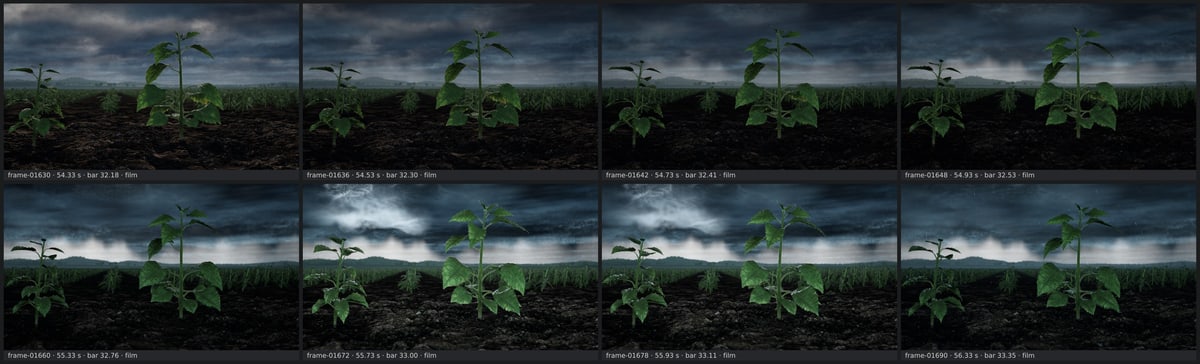 frame-01630 · 54.33 s · bar 32.18 · film
frame-01636 · 54.53 s · bar 32.30 · film
frame-01642 · 54.73 s · bar 32.41 · film
frame-01648 · 54.93 s · bar 32.53 · film
frame-01660 · 55.33 s · bar 32.76 · film
frame-01672 · 55.73 s · bar 33.00 · film
frame-01678 · 55.93 s · bar 33.11 · film
frame-01690 · 56.33 s · bar 33.35 · film